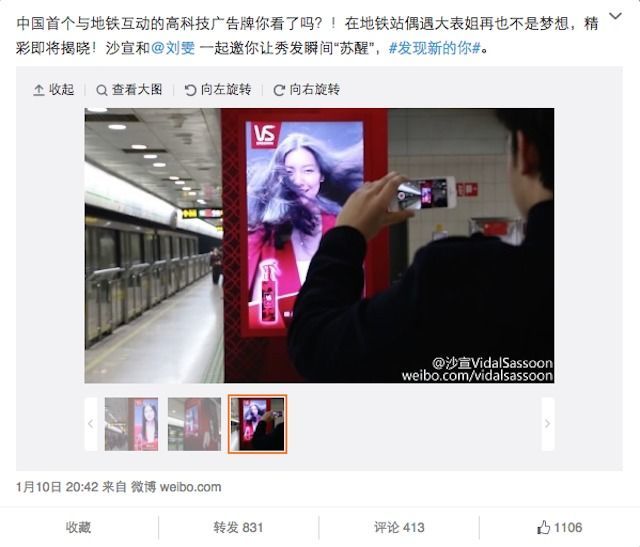 中国首个与地铁互动的高科技广告牌你看了吗？！在地铁站偶遇大表姐再也不是梦想，精
彩即将揭晓！沙宣和@刘雯 一起邀你让秀发瞬间“苏醒”，#发现新的你#。
收起 查看大图 向左旋转 向右旋转
VS
@沙宣VidalSassoon
weibo.com/vidalsassoon
1月10日 20:42 来自 微博 weibo.com
收藏 转发 831 评论 413 1106